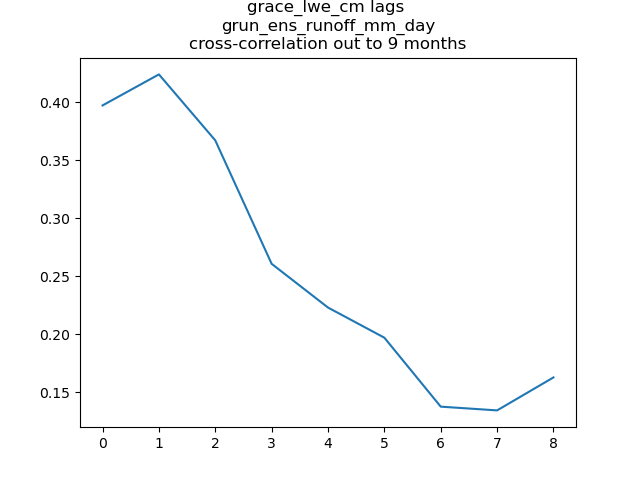 grace_lwe_cm lags
grun_ens_runoff_mm_day
cross-correlation out to 9 months
0.40
0.35
0.30
0.25
0.20
0.15
0 1 2 3 4 5 6 7 8